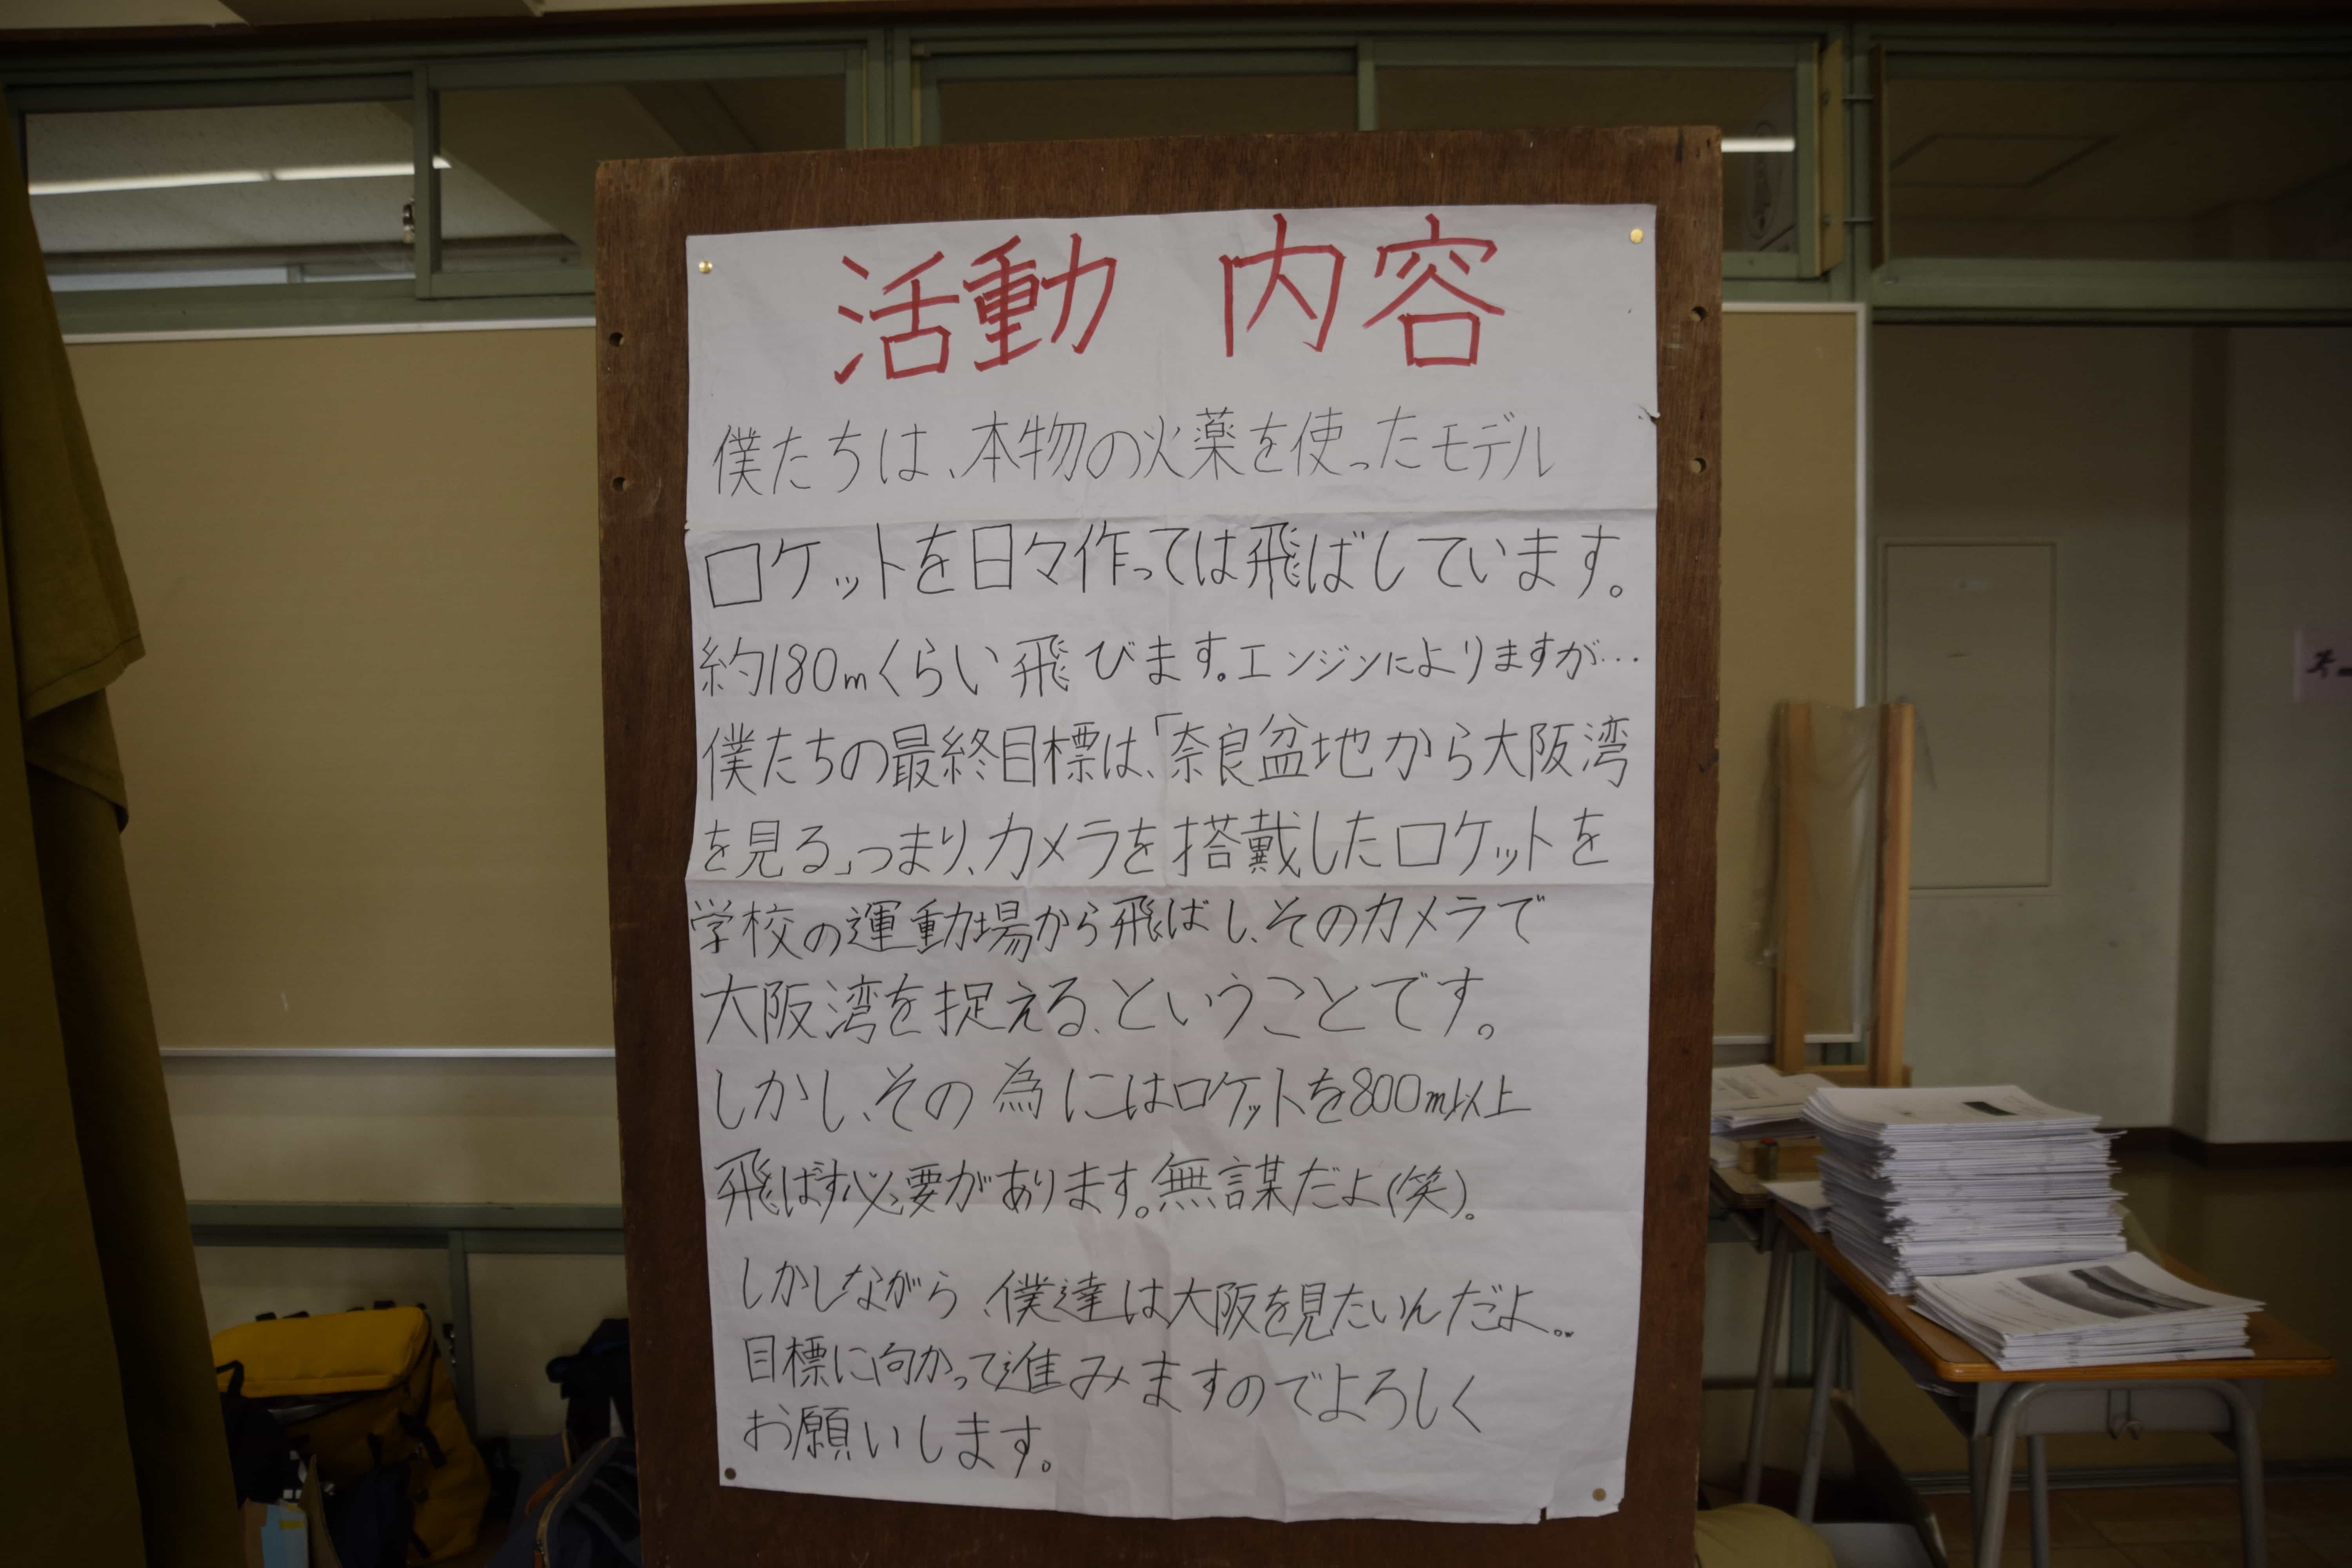 活動 内容
僕たちは、本物の火薬を使ったモデル
ロケットを日々作っては飛ばしています。
約180mくらい飛びます。エンジンによりますが…
僕たちの最終目標は、「奈良盆地から大阪湾
を見る」つまり、カメラを搭載したロケットを
学校の運動場から飛ばし、そのカメラで
大阪湾を捉える、ということです。
しかし、その為にはロケットを800m以上
飛ばす必要があります。無謀だよ(笑)。
しかしながら、僕達は大阪を見たいんだよ。。
目標に向かって進みますのでよろしく
お願いします。